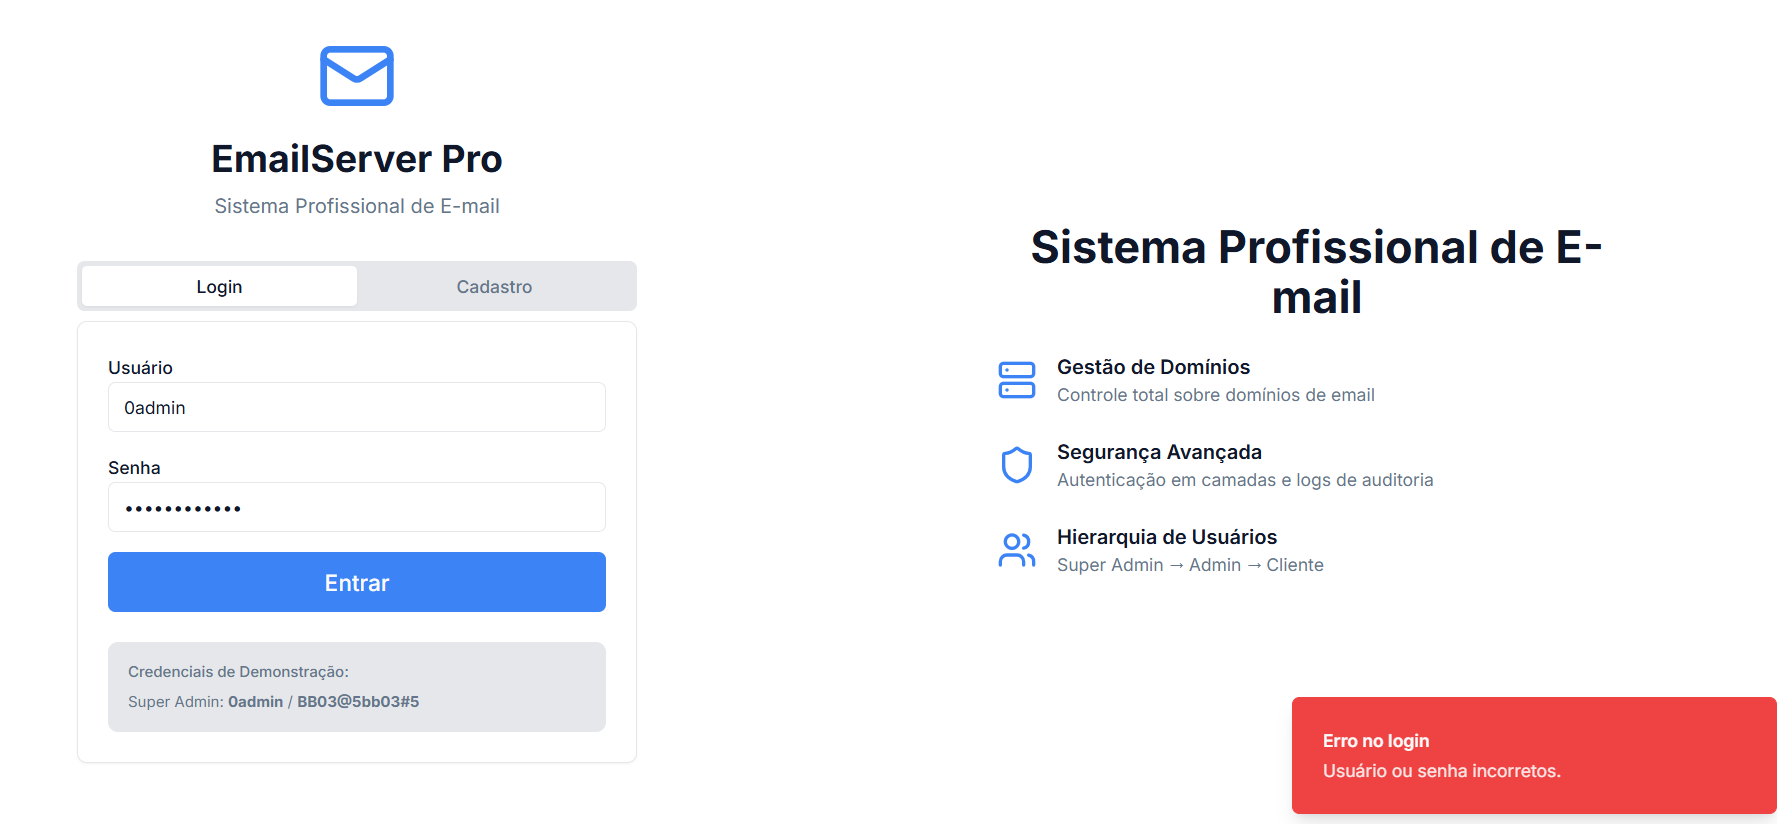 EmailServer Pro
Sistema Profissional de E-mail
Login
Cadastro
Usuário
0admin
Senha
••••••••••••
Entrar
Credenciais de Demonstração:
Super Admin: 0admin / BB03@5bb03#5
Sistema Profissional de E-
mail
Gestão de Domínios
Controle total sobre domínios de email
Segurança Avançada
Autenticação em camadas e logs de auditoria
Hierarquia de Usuários
Super Admin → Admin → Cliente
Erro no login
Usuário ou senha incorretos.